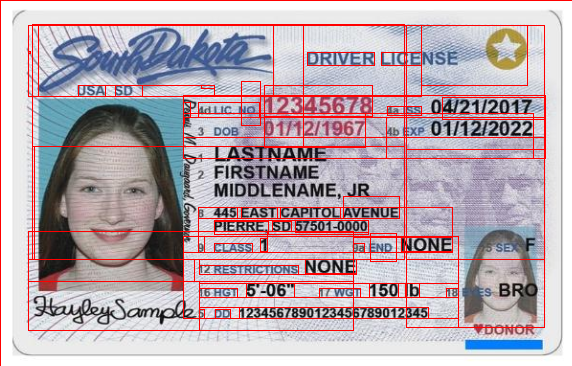 South Dakota
DRIVER LICENSE
USA SD
4d LIC. NO. 12345678 4a ISS 04/21/2017
3 DOB 01/12/1967 4b EXP 01/12/2022
1 LASTNAME
2 FIRSTNAME
MIDDLENAME, JR
8 445 EAST CAPITOL AVENUE
PIERRE, SD 57501-0000
9 CLASS 1 9a END NONE 15 SEX F
12 RESTRICTIONS NONE
16 HGT 5'-06" 17 WGT 150 lb 18 EYES BRO
Hayley Sample 5 DD 1234567890123456789012345
DONOR